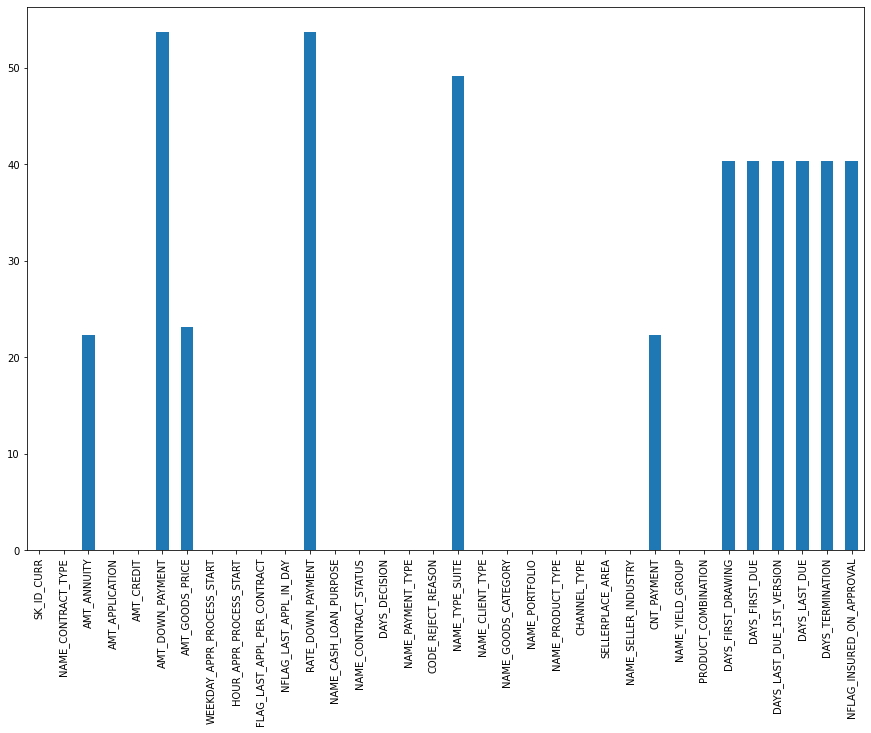 50
40
30
20
10
0
SK_ID_CURR
NAME_CONTRACT_TYPE
AMT_ANNUITY
AMT_APPLICATION
AMT_CREDIT
AMT_DOWN_PAYMENT
AMT_GOODS_PRICE
WEEKDAY_APPR_PROCESS_START
HOUR_APPR_PROCESS_START
FLAG_LAST_APPL_PER_CONTRACT
NFLAG_LAST_APPL_IN_DAY
RATE_DOWN_PAYMENT
NAME_CASH_LOAN_PURPOSE
NAME_CONTRACT_STATUS
DAYS_DECISION
NAME_PAYMENT_TYPE
CODE_REJECT_REASON
NAME_TYPE_SUITE
NAME_CLIENT_TYPE
NAME_GOODS_CATEGORY
NAME_PORTFOLIO
NAME_PRODUCT_TYPE
CHANNEL_TYPE
SELLERPLACE_AREA
NAME_SELLER_INDUSTRY
CNT_PAYMENT
NAME_YIELD_GROUP
PRODUCT_COMBINATION
DAYS_FIRST_DRAWING
DAYS_FIRST_DUE
DAYS_LAST_DUE_1ST_VERSION
DAYS_LAST_DUE
DAYS_TERMINATION
NFLAG_INSURED_ON_APPROVAL